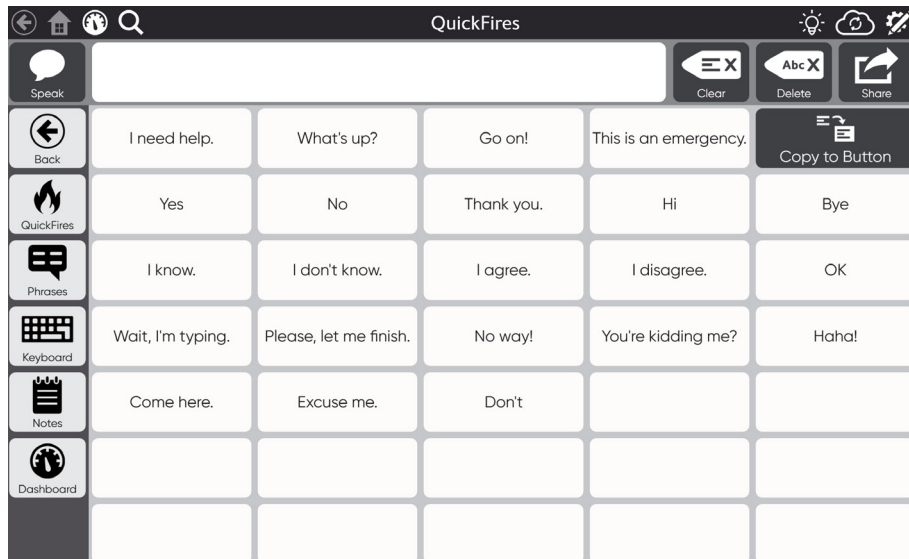 QuickFires
Speak
Clear
Abc X
Delete
Share
Back
I need help.
What's up?
Go on!
This is an emergency.
Copy to Button
QuickFires
Yes
No
Thank you.
Hi
Bye
Phrases
I know.
I don't know.
I agree.
I disagree.
OK
Keyboard
Wait, I'm typing.
Please, let me finish.
No way!
You're kidding me?
Haha!
Notes
Come here.
Excuse me.
Don't
Dashboard